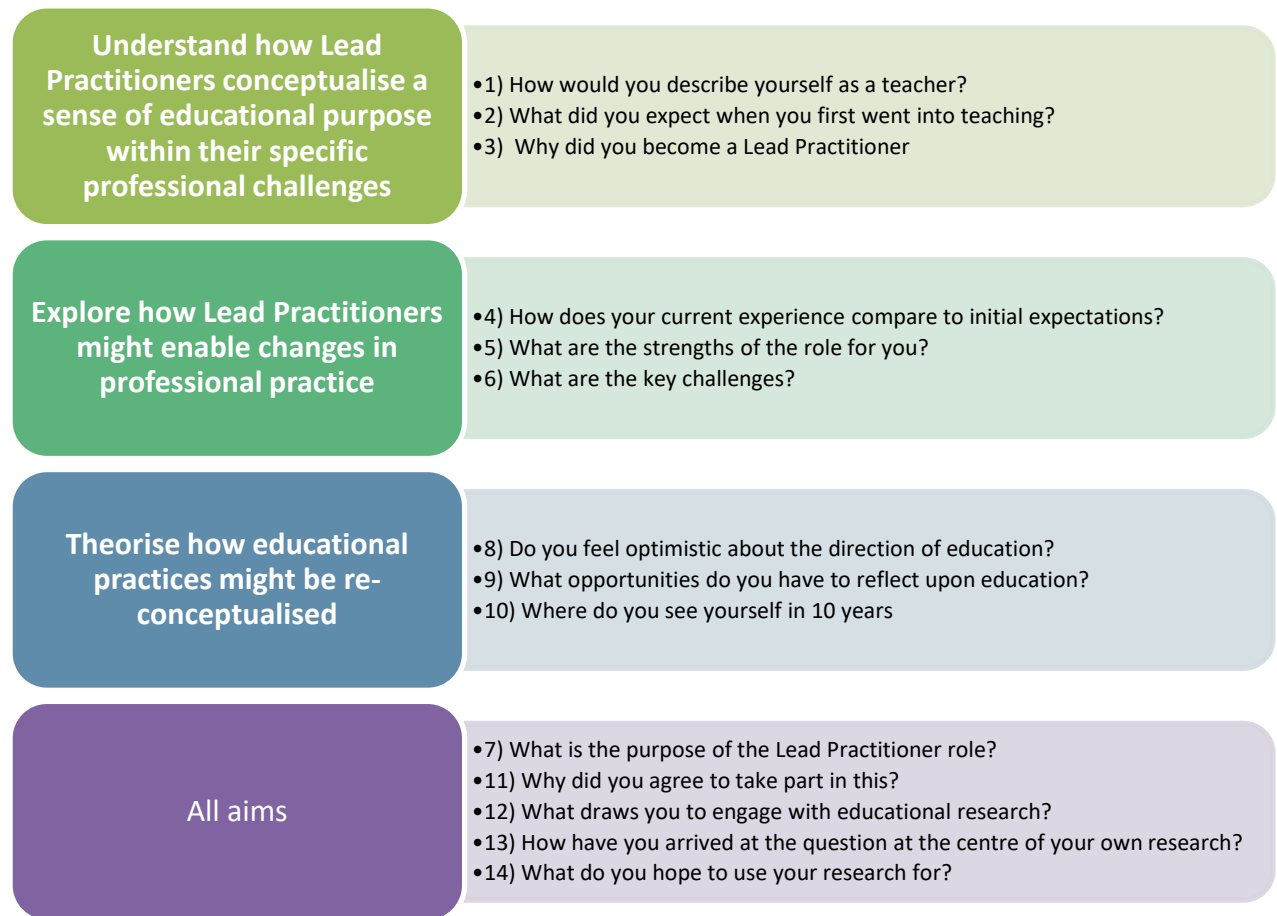 Understand how Lead
Practitioners conceptualise a
sense of educational purpose
within their specific
professional challenges
•1) How would you describe yourself as a teacher?
•2) What did you expect when you first went into teaching?
•3)  Why did you become a Lead Practitioner
Explore how Lead Practitioners
might enable changes in
professional practice
•4) How does your current experience compare to initial expectations?
•5) What are the strengths of the role for you?
•6) What are the key challenges?
Theorise how educational
practices might be re-
conceptualised
•8) Do you feel optimistic about the direction of education?
•9) What opportunities do you have to reflect upon education?
•10) Where do you see yourself in 10 years
All aims
•7) What is the purpose of the Lead Practitioner role?
•11) Why did you agree to take part in this?
•12) What draws you to engage with educational research?
•13) How have you arrived at the question at the centre of your own research?
•14) What do you hope to use your research for?